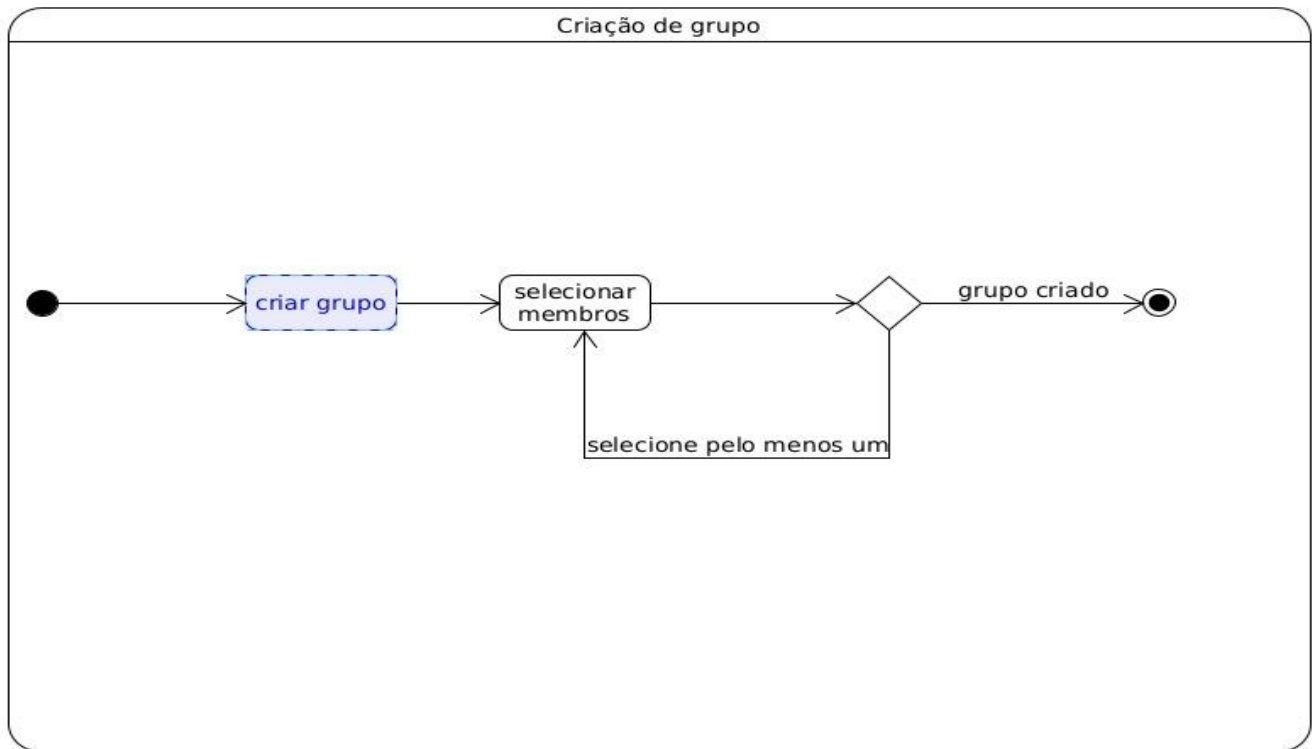 Criação de grupo
criar grupo
selecionar
membros
grupo criado
selecione pelo menos um